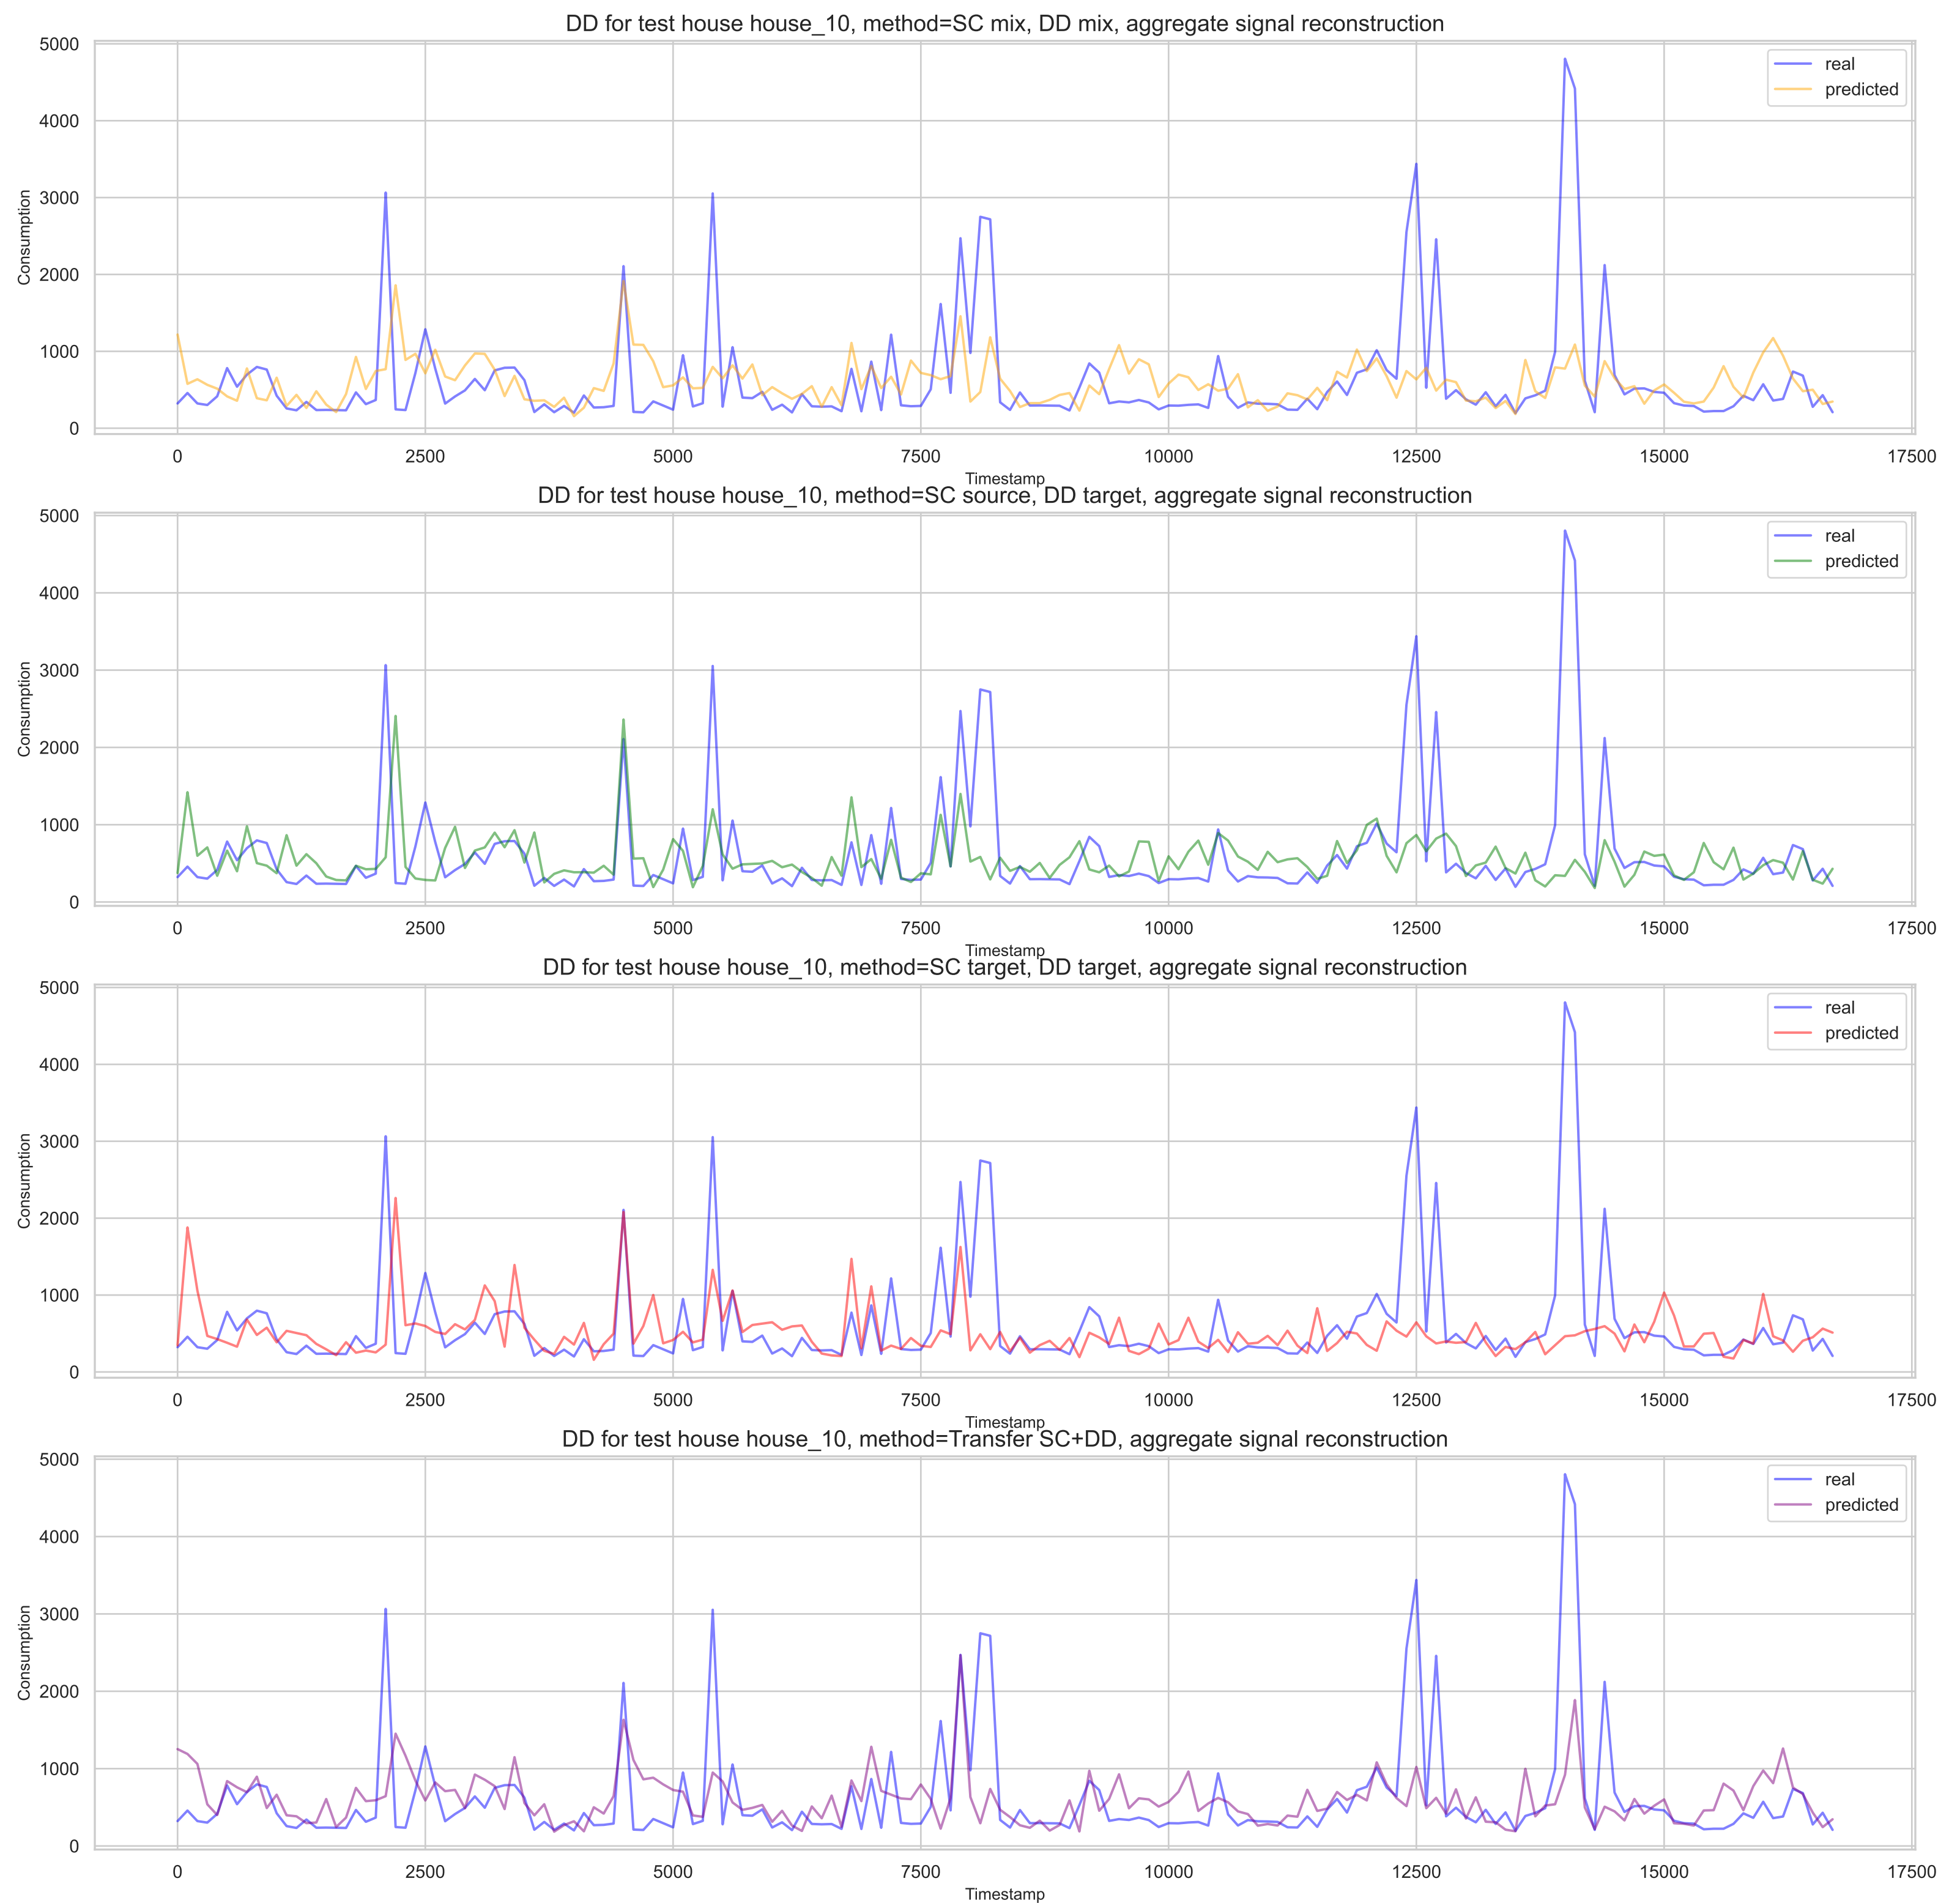 DD for test house house_10, method=SC mix, DD mix, aggregate signal reconstruction
5000
4000
3000
2000
1000
0
Consumption
real
predicted
0 2500 5000 7500 10000 12500 15000 17500
Timestamp
DD for test house house_10, method=SC source, DD target, aggregate signal reconstruction
5000
4000
3000
2000
1000
0
Consumption
real
predicted
0 2500 5000 7500 10000 12500 15000 17500
Timestamp
DD for test house house_10, method=SC target, DD target, aggregate signal reconstruction
5000
4000
3000
2000
1000
0
Consumption
real
predicted
0 2500 5000 7500 10000 12500 15000 17500
Timestamp
DD for test house house_10, method=Transfer SC+DD, aggregate signal reconstruction
5000
4000
3000
2000
1000
0
Consumption
real
predicted
0 2500 5000 7500 10000 12500 15000 17500
Timestamp